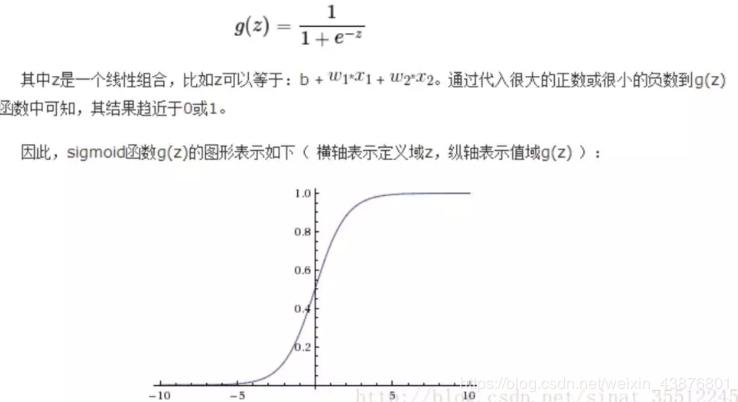 g(z) = 1 / (1 + e^{-z})
其中z是一个线性组合，比如z可以等于：b + w₁*x₁ + w₂*x₂。通过代入很大的正数或很小的负数到g(z)
函数中可知，其结果趋近于0或1。
因此，sigmoid函数g(z)的图形表示如下（ 横轴表示定义域z，纵轴表示值域g(z) ）：
1.0
0.8
0.6
0.4
0.2
-10 -5 5 10
https://blog.csdn.net/weixin_43876801
http://blog.csdn.net/sinat_35512245